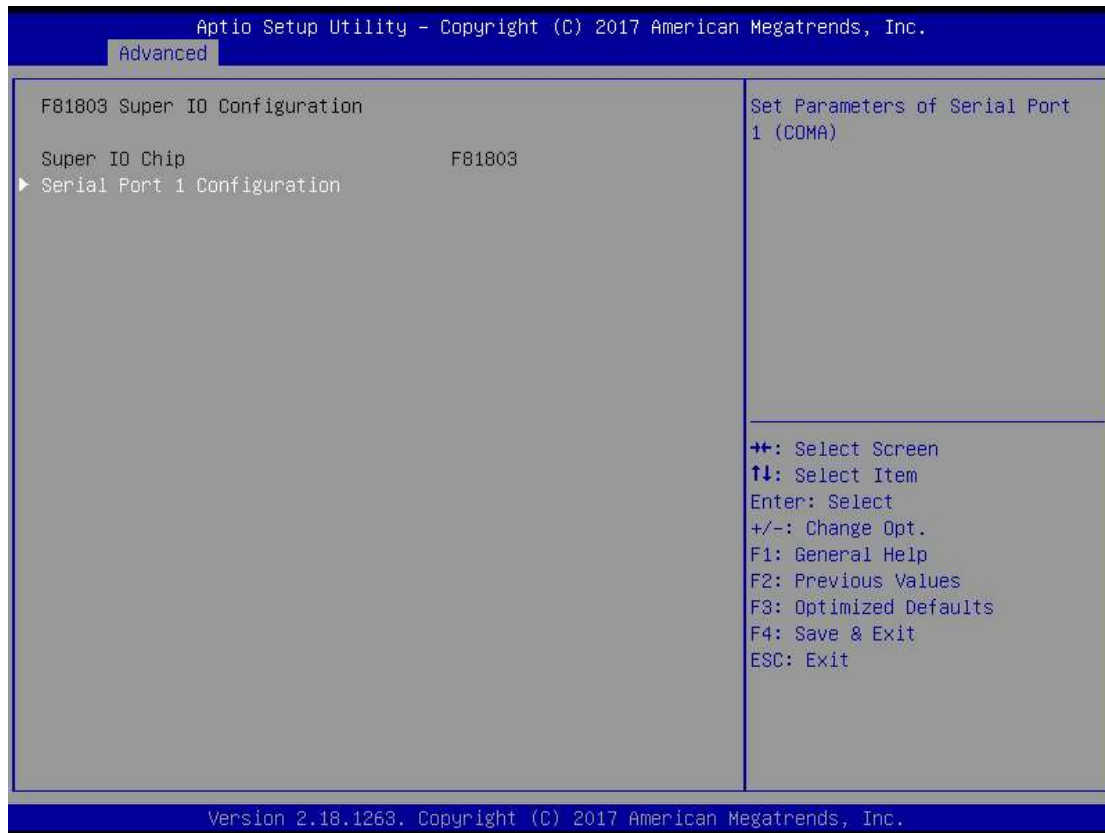 Aptio Setup Utility – Copyright (C) 2017 American Megatrends, Inc.
Advanced
F81803 Super IO Configuration
Super IO Chip F81803
▶ Serial Port 1 Configuration
Set Parameters of Serial Port
1 (COMA)
→←: Select Screen
↑↓: Select Item
Enter: Select
+/-: Change Opt.
F1: General Help
F2: Previous Values
F3: Optimized Defaults
F4: Save & Exit
ESC: Exit
Version 2.18.1263. Copyright (C) 2017 American Megatrends, Inc.